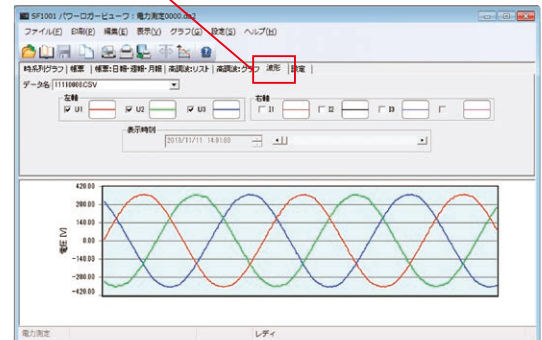 SF1001 パワーロガービューワ:電力測定0000.da2
ファイル(F) 印刷(P) 編集(E) 表示(V) グラフ(G) 設定(S) ヘルプ(H)
時系列グラフ 帳票 帳票:日報・週報・月報 高調波:リスト 高調波:グラフ 波形 設定
データ名 11110008CSV
左軸 右軸
U1 U2 U3 I1 I2 I3 I
表示時刻
2013/11/11 14:01:00
420.00
280.00
140.00
0.00
-140.00
-280.00
-420.00
電圧 [V]
電力測定 レディ